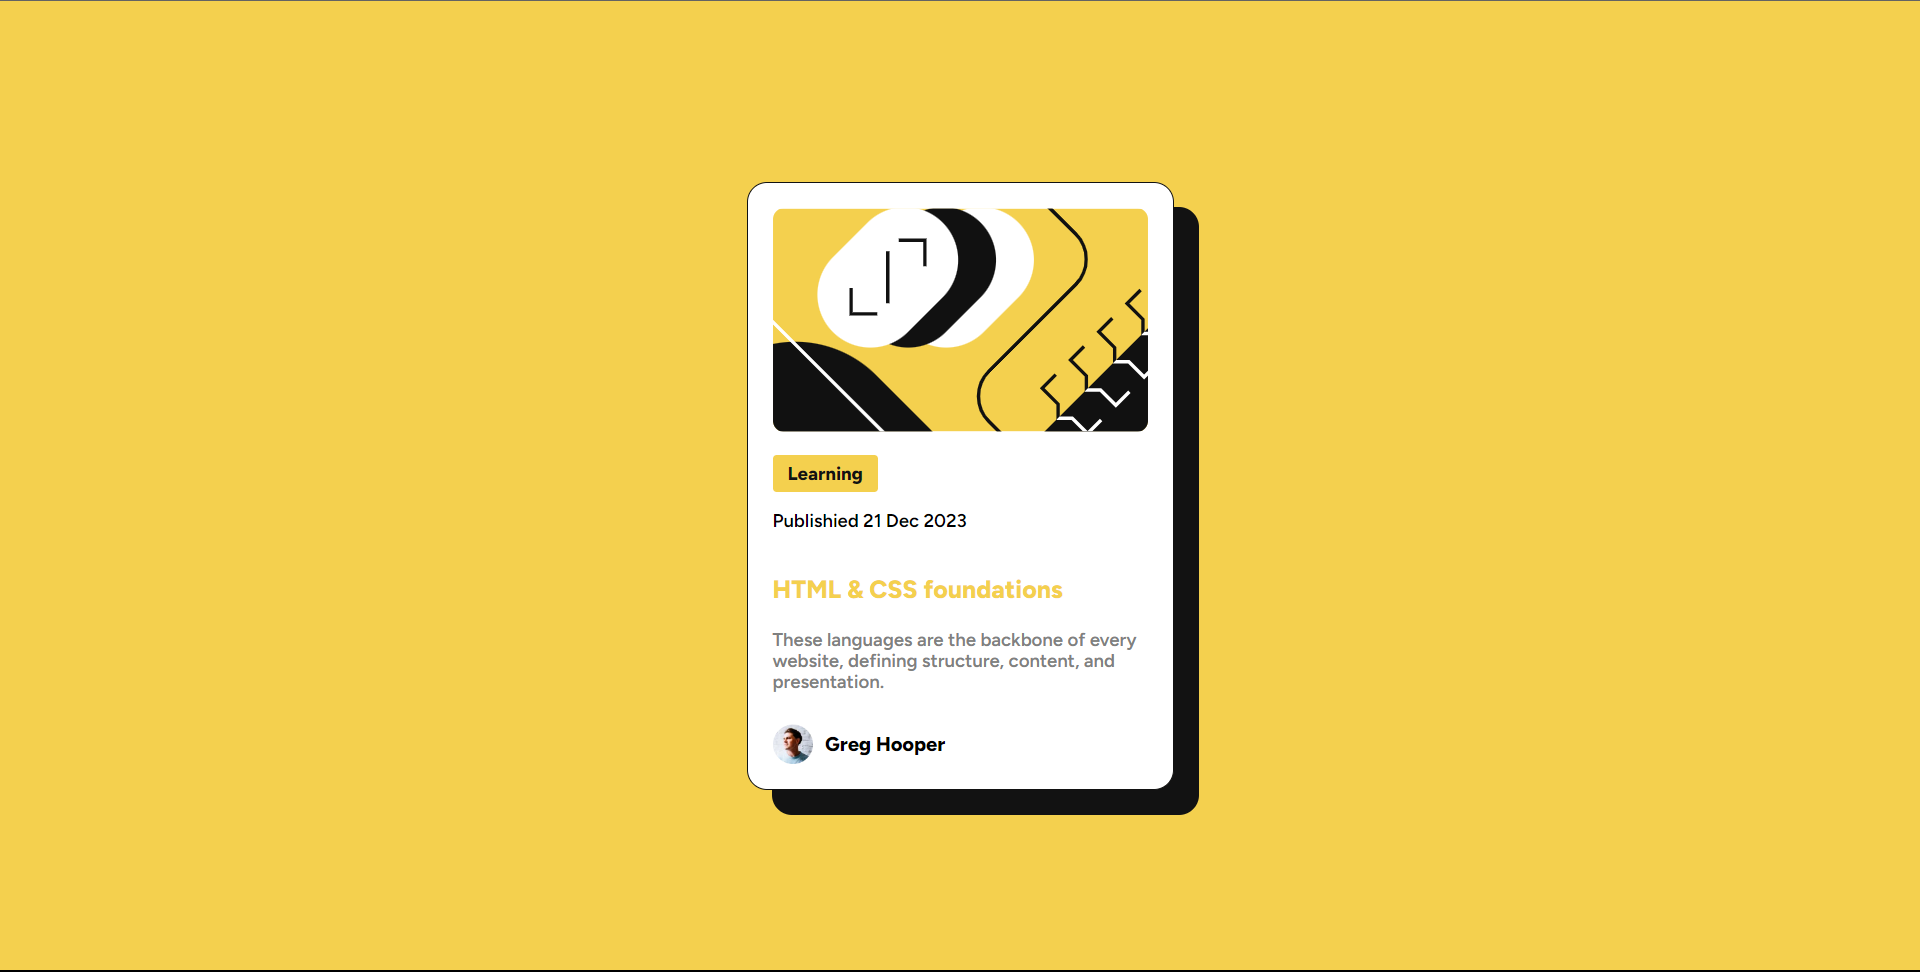 Learning
Publishied 21 Dec 2023
HTML & CSS foundations
These languages are the backbone of every
website, defining structure, content, and
presentation.
Greg Hooper